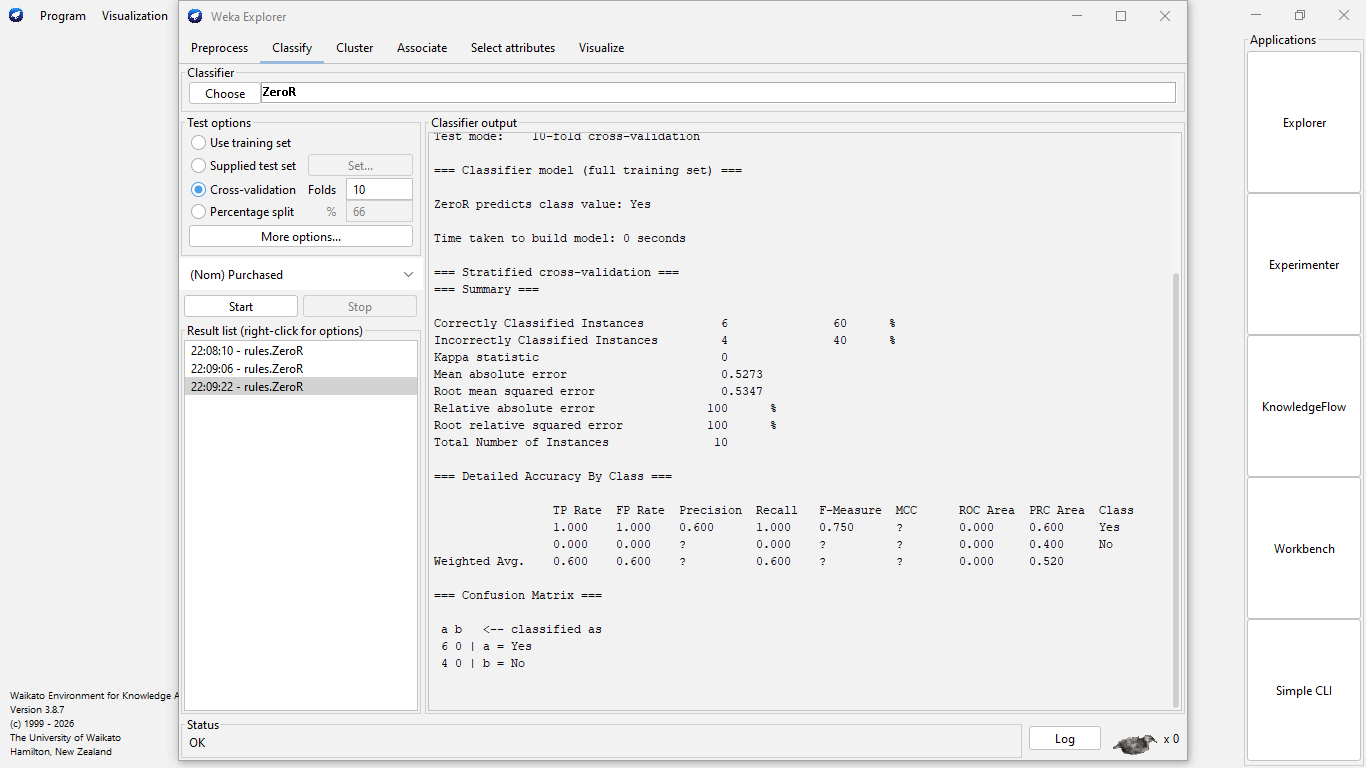 Program Visualization
Weka Explorer
Preprocess Classify Cluster Associate Select attributes Visualize
Classifier
Choose ZeroR
Test options
Use training set
Supplied test set Set...
Cross-validation Folds 10
Percentage split % 66
More options...
(Nom) Purchased
Start Stop
Result list (right-click for options)
22:08:10 - rules.ZeroR
22:09:06 - rules.ZeroR
22:09:22 - rules.ZeroR
Classifier output
Test mode: 10-fold cross-validation
=== Classifier model (full training set) ===
ZeroR predicts class value: Yes
Time taken to build model: 0 seconds
=== Stratified cross-validation ===
=== Summary ===
Correctly Classified Instances 6 60 %
Incorrectly Classified Instances 4 40 %
Kappa statistic 0
Mean absolute error 0.5273
Root mean squared error 0.5347
Relative absolute error 100 %
Root relative squared error 100 %
Total Number of Instances 10
=== Detailed Accuracy By Class ===
TP Rate FP Rate Precision Recall F-Measure MCC ROC Area PRC Area Class
1.000 1.000 0.600 1.000 0.750 ? 0.000 0.600 Yes
0.000 0.000 ? 0.000 ? ? 0.000 0.400 No
Weighted Avg. 0.600 0.600 ? 0.600 ? ? 0.000 0.520
=== Confusion Matrix ===
a b <-- classified as
6 0 | a = Yes
4 0 | b = No
Status
OK
Log
x 0
Applications
Explorer
Experimenter
KnowledgeFlow
Workbench
Simple CLI
Waikato Environment for Knowledge A
Version 3.8.7
(c) 1999 - 2026
The University of Waikato
Hamilton, New Zealand